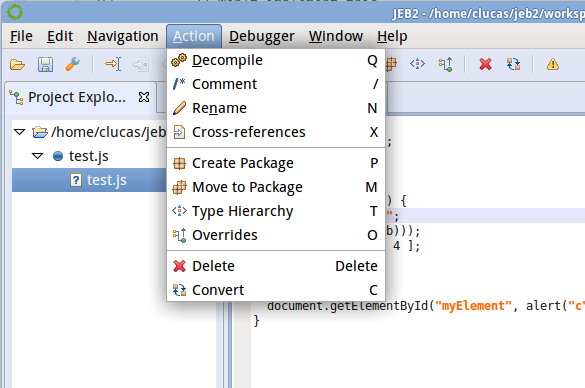 JEB2 - /home/clucas/jeb2/worksp
File Edit Navigation Action Debugger Window Help
Decompile Q
Comment /
Rename N
Cross-references X
Create Package P
Move to Package M
Type Hierarchy T
Overrides O
Delete Delete
Convert C
Project Explo...
/home/clucas/jeb
test.js
test.js
;
) {
";
b)));
4 ];
document.getElementById("myElement", alert("c"
}